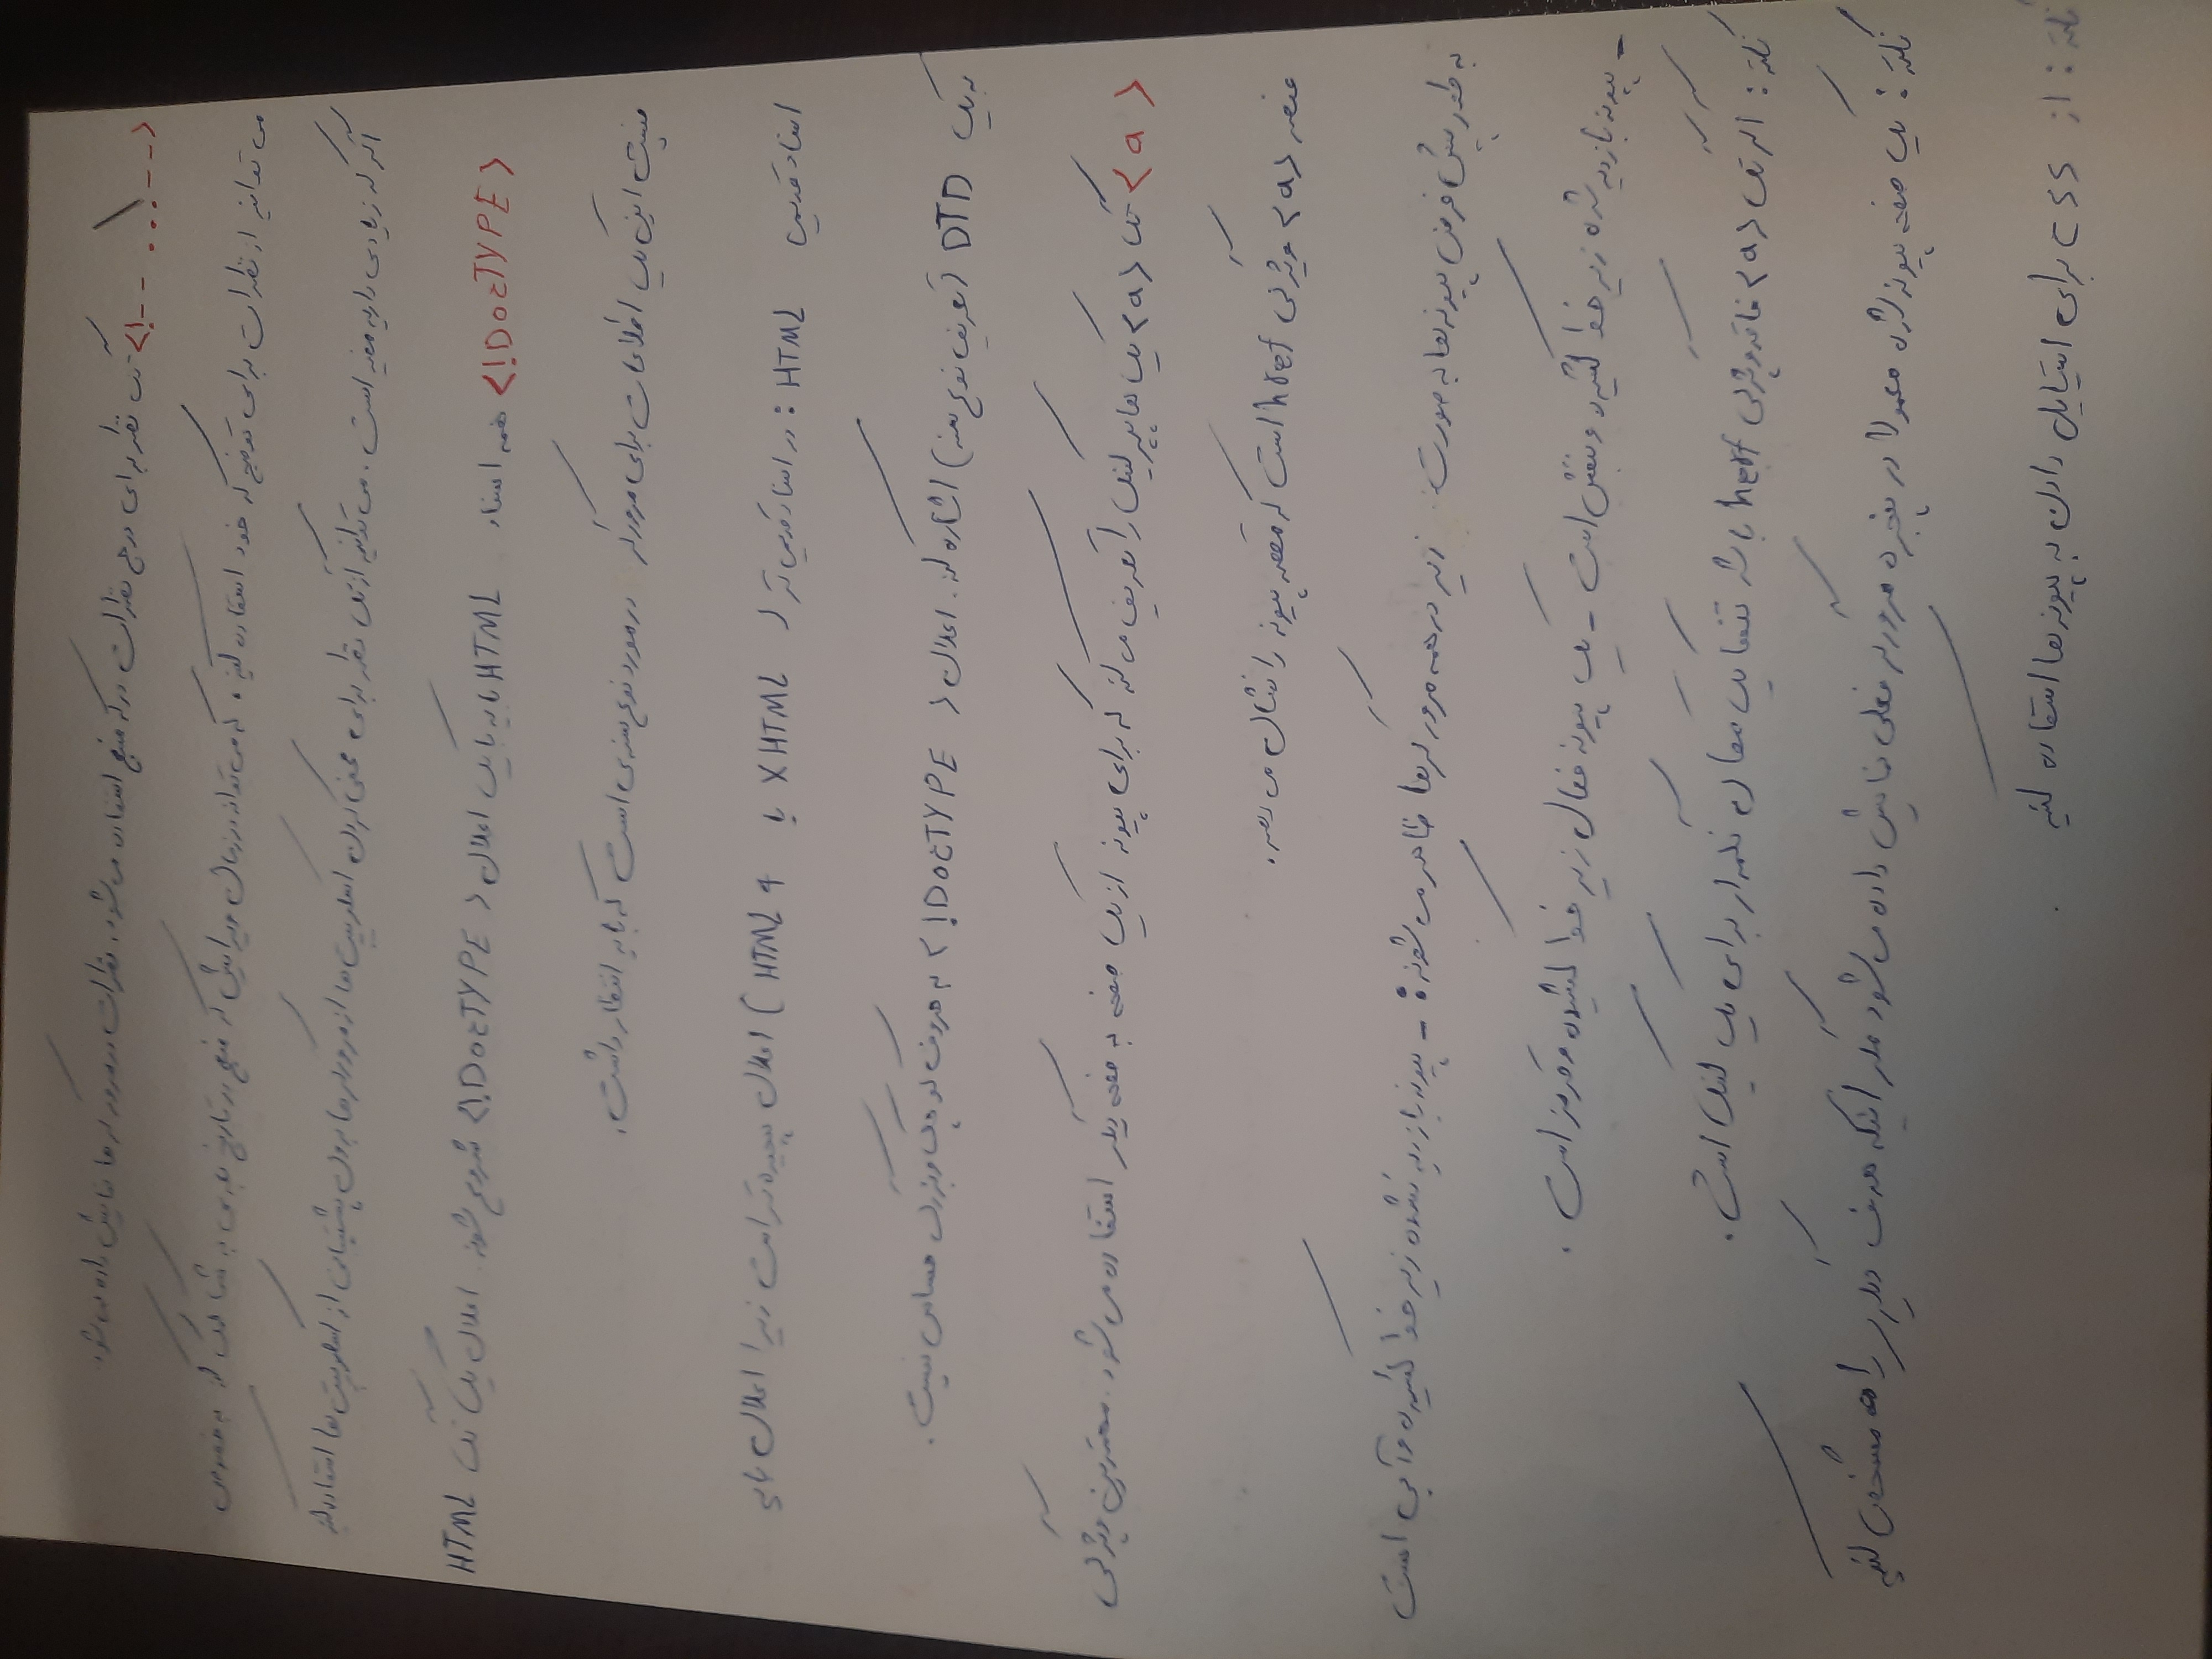 <!--...--> تگ نظر برای درج نظرات در کد منبع استفاده می شود. نظرات در مرورگرها نمایش داده نمی شود.
می توانید از نظرات برای توضیح کد خود استفاده کنید، که می تواند در زمان ویرایش کد منبع در تاریخ بعدی به شما کمک کند به خصوص
اگر کد زیادی دارید مفید است. می توانید از تگ نظر برای مخفی کردن اسکریپت ها از مرورگرها بدون پشتیبانی از اسکریپت ها استفاده کنید
<!DOCTYPE> همه اسناد HTML باید با یک اعلان <!DOCTYPE> شروع شوند. اعلان یک تگ HTML
نیست این یک اطلاعات برای مرورگر در مورد نوع سندی است که باید انتظار داشت.
اسناد قدیمی HTML : در اسناد قدیمی تر ( XHTML یا HTML 4 ) اعلان پیچیده تر است زیرا اعلان باید
به یک DTD (تعریف نوع سند) اشاره کند. اعلان <!DOCTYPE> به حروف کوچک و بزرگ حساس نیست.
<a> تگ <a> یک هایپر لینک را تعریف می کند که برای پیوند از یک صفحه به صفحه دیگر استفاده می شود. مهمترین ویژگی
عنصر <a> ویژگی href است که مقصد پیوند را نشان می دهد.
به طور پیش فرض پیوندها به صورت زیر در همه مرورگرها ظاهر می شوند: - پیوند بازدید نشده زیر خط کشیده و آبی است
- پیوند بازدید شده زیر خط کشیده و بنفش است - یک پیوند فعال زیر خط کشیده و قرمز است.
نکته: اگر تگ <a> فاقد ویژگی href باشد تنها یک مکان نگهدار برای یک لینک است.
نکته: یک صفحه پیوند شده معمولا در پنجره مرورگر فعلی نمایش داده می شود مگر اینکه هدف دیگری را مشخص کنید
نکته: از CSS برای استایل دادن به پیوندها استفاده کنید